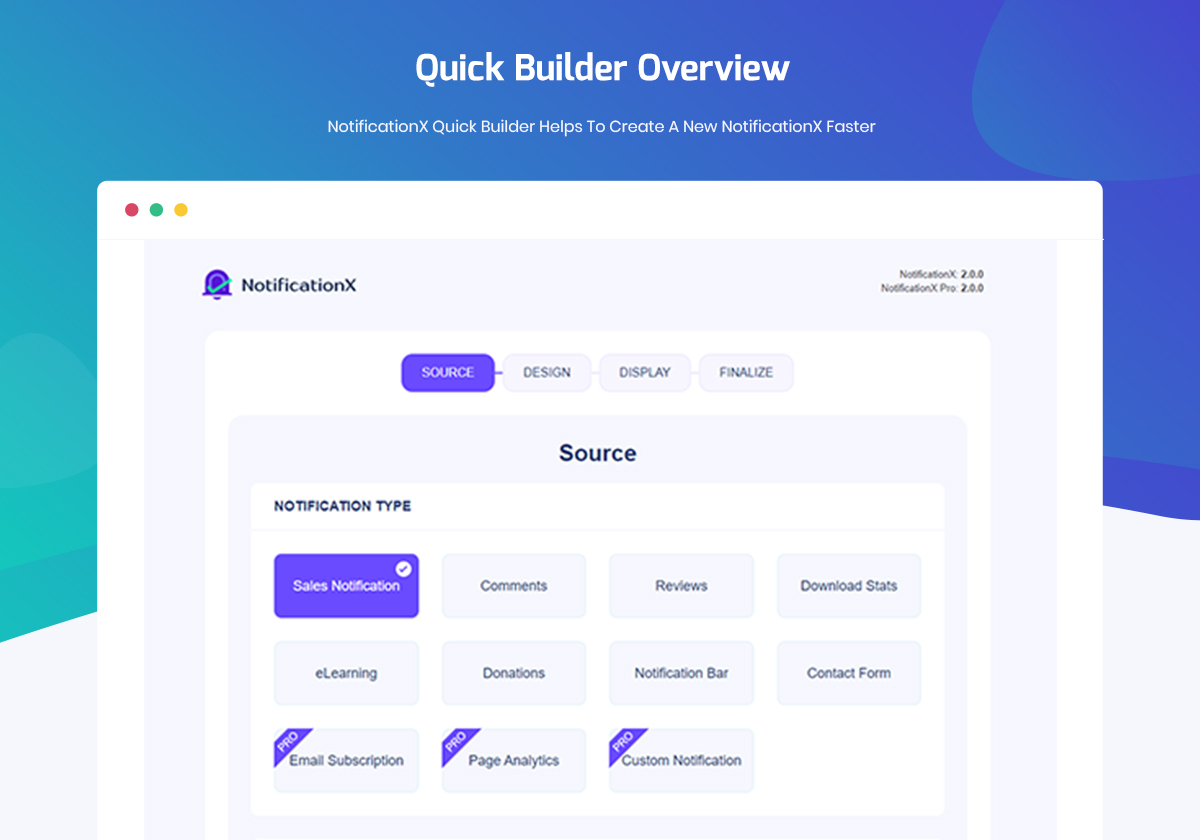 Quick Builder Overview
NotificationX Quick Builder Helps To Create A New NotificationX Faster
NotificationX
NotificationX: 2.0.0
NotificationX Pro: 2.0.0
SOURCE DESIGN DISPLAY FINALIZE
Source
NOTIFICATION TYPE
Sales Notification Comments Reviews Download Stats
eLearning Donations Notification Bar Contact Form
PRO PRO PRO
Email Subscription Page Analytics Custom Notification